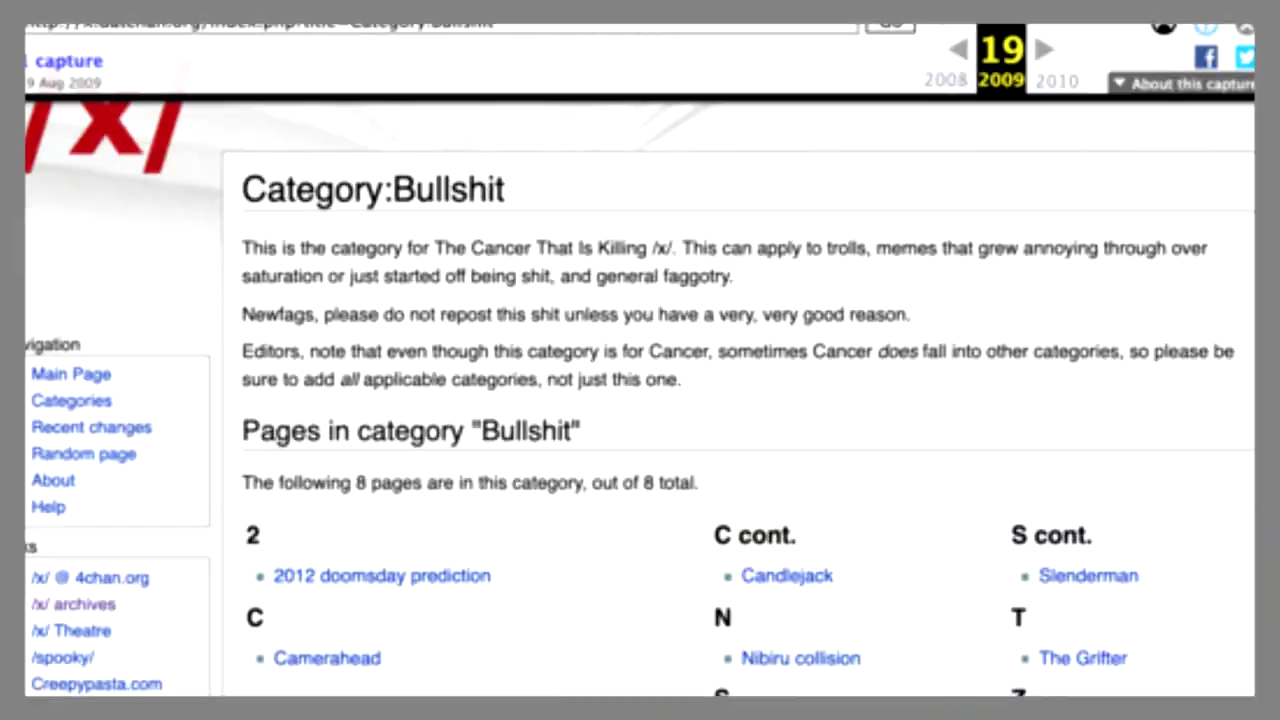 capture
9 Aug 2009
19
2008 2009 2010
About this capture
/x/
Category:Bullshit
This is the category for The Cancer That Is Killing /x/. This can apply to trolls, memes that grew annoying through over
saturation or just started off being shit, and general faggotry.
Newfags, please do not repost this shit unless you have a very, very good reason.
Editors, note that even though this category is for Cancer, sometimes Cancer does fall into other categories, so please be
sure to add all applicable categories, not just this one.
Pages in category "Bullshit"
The following 8 pages are in this category, out of 8 total.
2
2012 doomsday prediction
C
Camerahead
C cont.
Candlejack
N
Nibiru collision
S cont.
Slenderman
T
The Grifter
vigation
Main Page
Categories
Recent changes
Random page
About
Help
ks
/x/ @ 4chan.org
/x/ archives
/x/ Theatre
/spooky/
Creepypasta.com